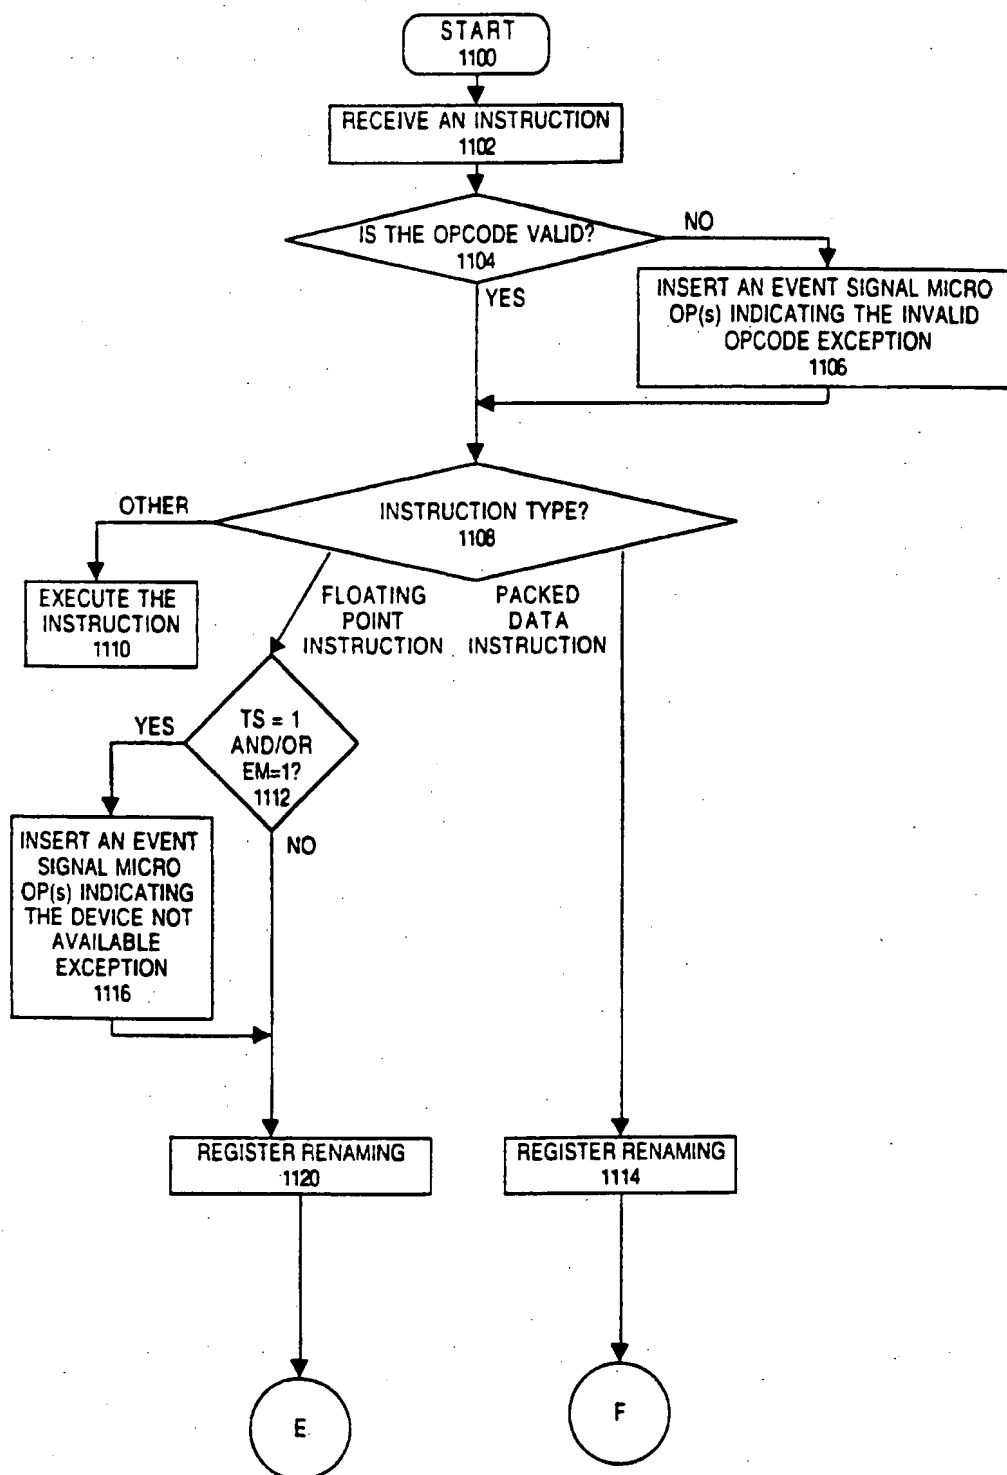 START
1100
RECEIVE AN INSTRUCTION
1102
IS THE OPCODE VALID?
1104
NO
YES
INSERT AN EVENT SIGNAL MICRO
OP(s) INDICATING THE INVALID
OPCODE EXCEPTION
1106
INSTRUCTION TYPE?
1108
OTHER
EXECUTE THE
INSTRUCTION
1110
FLOATING
POINT
INSTRUCTION
PACKED
DATA
INSTRUCTION
TS = 1
AND/OR
EM=1?
1112
YES
NO
INSERT AN EVENT
SIGNAL MICRO
OP(s) INDICATING
THE DEVICE NOT
AVAILABLE
EXCEPTION
1116
REGISTER RENAMING
1120
REGISTER RENAMING
1114
E
F